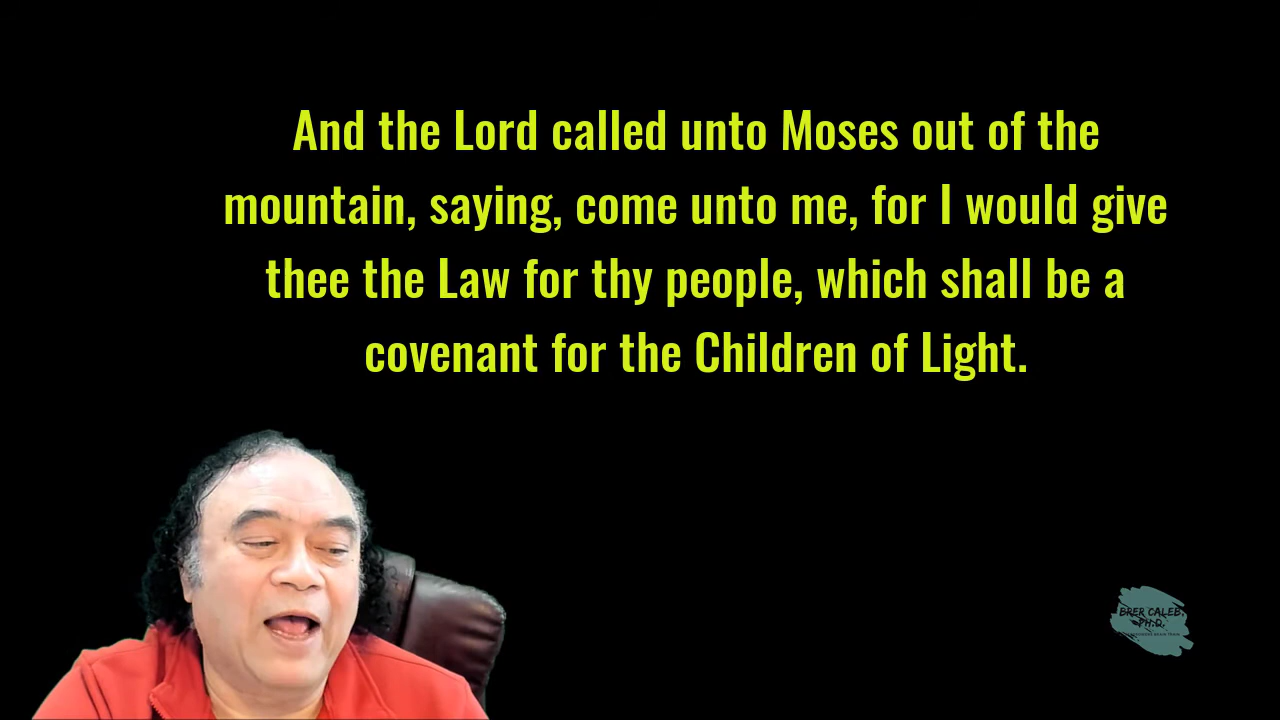 And the Lord called unto Moses out of the
mountain, saying, come unto me, for I would give
thee the Law for thy people, which shall be a
covenant for the Children of Light.
BRER CALEB,
PH.D.